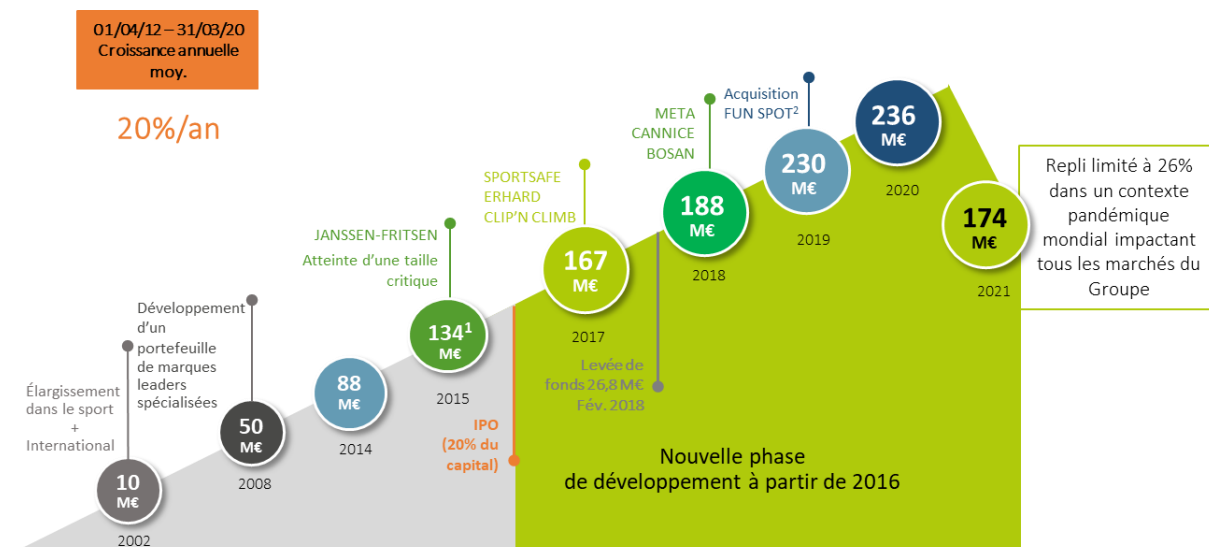 01/04/12 – 31/03/20
Croissance annuelle
moy.
20%/an
Élargissement
dans le sport
+
International
10
M€
2002
Développement
d'un
portefeuille
de marques
leaders
spécialisées
50
M€
2008
88
M€
2014
JANSSEN-FRITSEN
Atteinte d'une taille
critique
134¹
M€
2015
IPO
(20% du
capital)
SPORTSAFE
ERHARD
CLIP'N CLIMB
167
M€
2017
Levée de
fonds 26,8 M€
Fév. 2018
META
CANNICE
BOSAN
188
M€
2018
Acquisition
FUN SPOT²
230
M€
2019
236
M€
2020
174
M€
2021
Repli limité à 26%
dans un contexte
pandémique
mondial impactant
tous les marchés du
Groupe
Nouvelle phase
de développement à partir de 2016